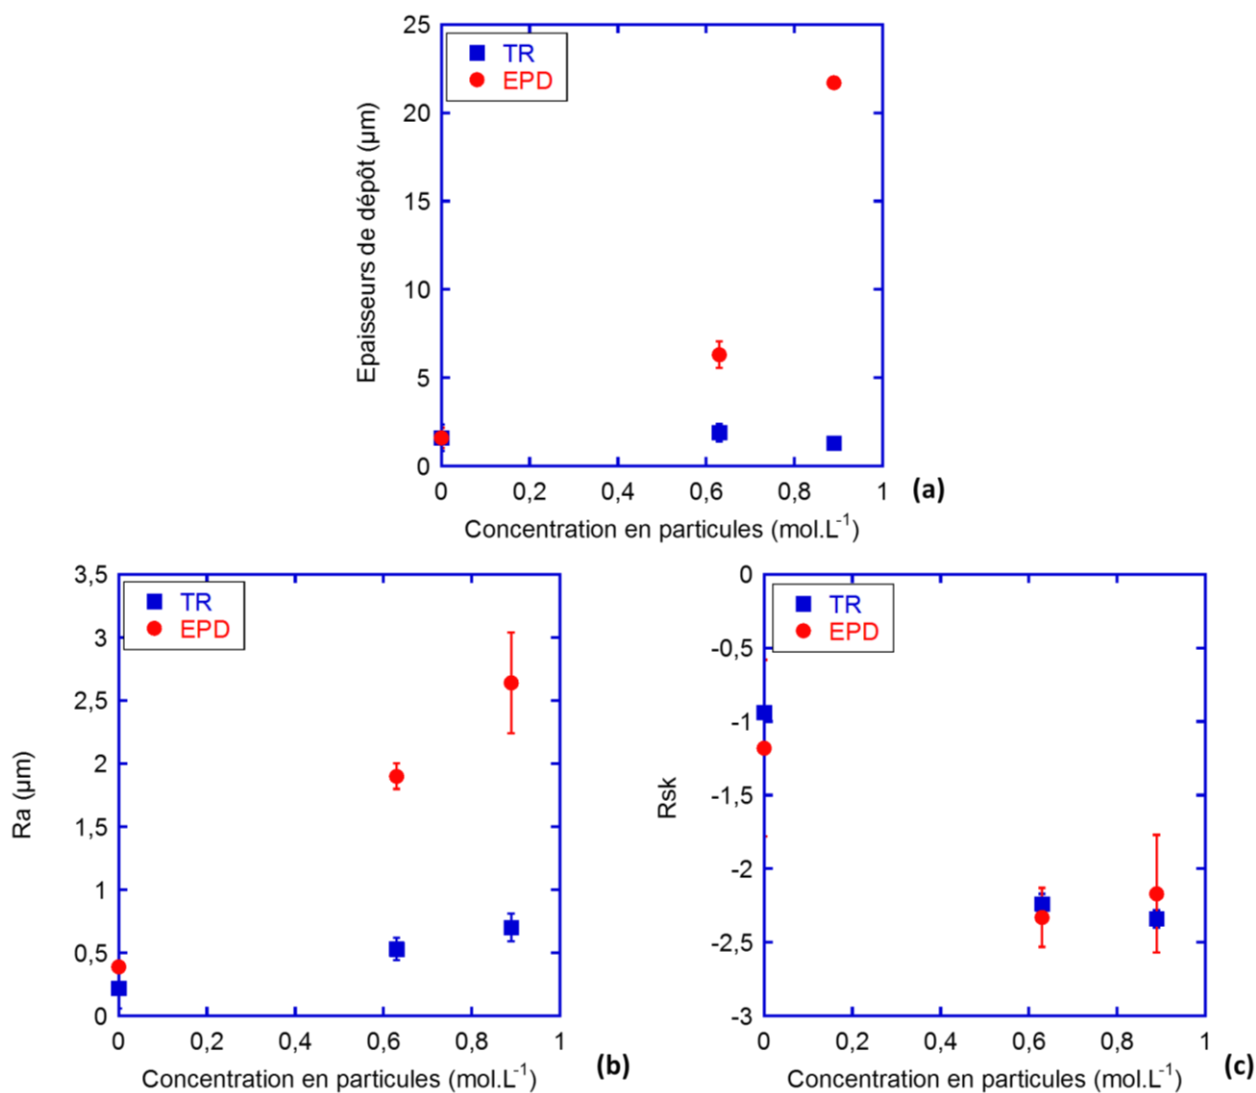 25
TR
EPD
20
15
10
5
0
Epaisseurs de dépôt (µm)
0 0,2 0,4 0,6 0,8 1
Concentration en particules (mol.L⁻¹)
(a)
3,5
TR
EPD
3
2,5
2
1,5
1
0,5
0
Ra (µm)
0 0,2 0,4 0,6 0,8 1
Concentration en particules (mol.L⁻¹)
(b)
0
TR
EPD
-0,5
-1
-1,5
-2
-2,5
-3
Rsk
0 0,2 0,4 0,6 0,8 1
Concentration en particules (mol.L⁻¹)
(c)